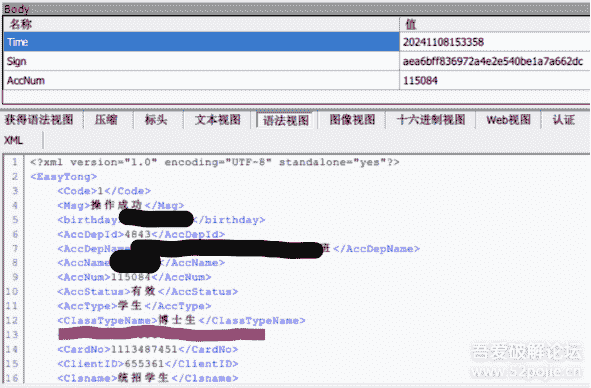 Body
名称 值
Time 20241108153358
Sign aea6bff836972a4e2e540be1a7a662dc
AccNum 115084
获得语法视图 压缩 标头 文本视图 语法视图 图像视图 十六进制视图 Web视图 认证
XML
1 <?xml version="1.0" encoding="UTF-8" standalone="yes"?>
2 <EasyTong>
3 <Code>1</Code>
4 <Msg>操作成功</Msg>
5 <birthday </birthday>
6 <AccDepId>4843</AccDepId>
7 <AccDepName 班</AccDepName>
8 <AccName </AccName>
9 <AccNum>115084</AccNum>
10 <AccStatus>有效</AccStatus>
11 <AccType>学生</AccType>
12 <ClassTypeName>博士生</ClassTypeName>
13
14 <CardNo>1113487451</CardNo>
15 <ClientID>655361</ClientID>
16 <Clsname>统招学生</Clsname>
吾爱破解论坛
www.52pojie.cn